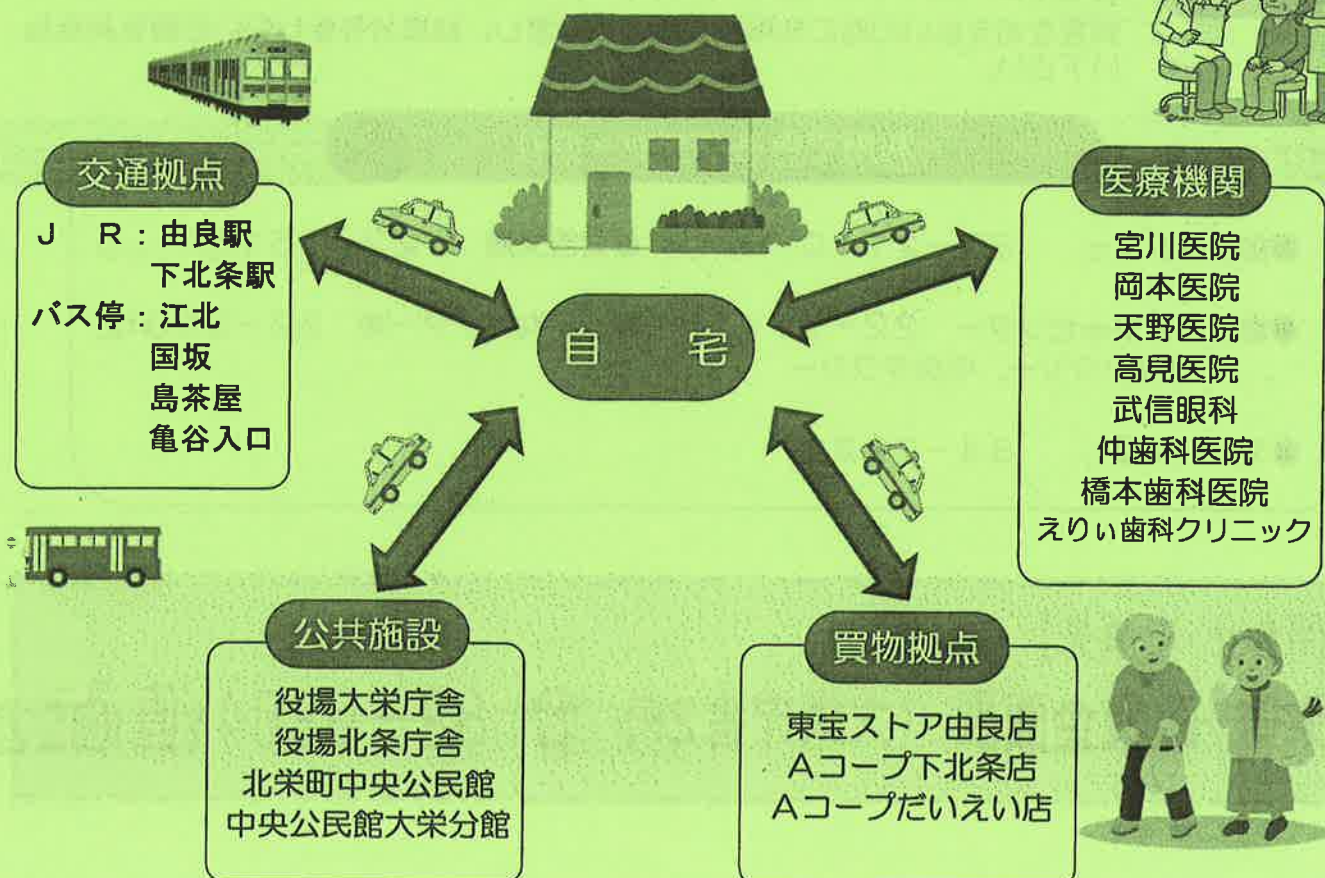 交通拠点
J R：由良駅
下北条駅
バス停：江北
国坂
島茶屋
亀谷入口
自 宅
医療機関
宮川医院
岡本医院
天野医院
高見医院
武信眼科
仲歯科医院
橋本歯科医院
えりぃ歯科クリニック
公共施設
役場大栄庁舎
役場北条庁舎
北栄町中央公民館
中央公民館大栄分館
買物拠点
東宝ストア由良店
Aコープ下北条店
Aコープだいえい店